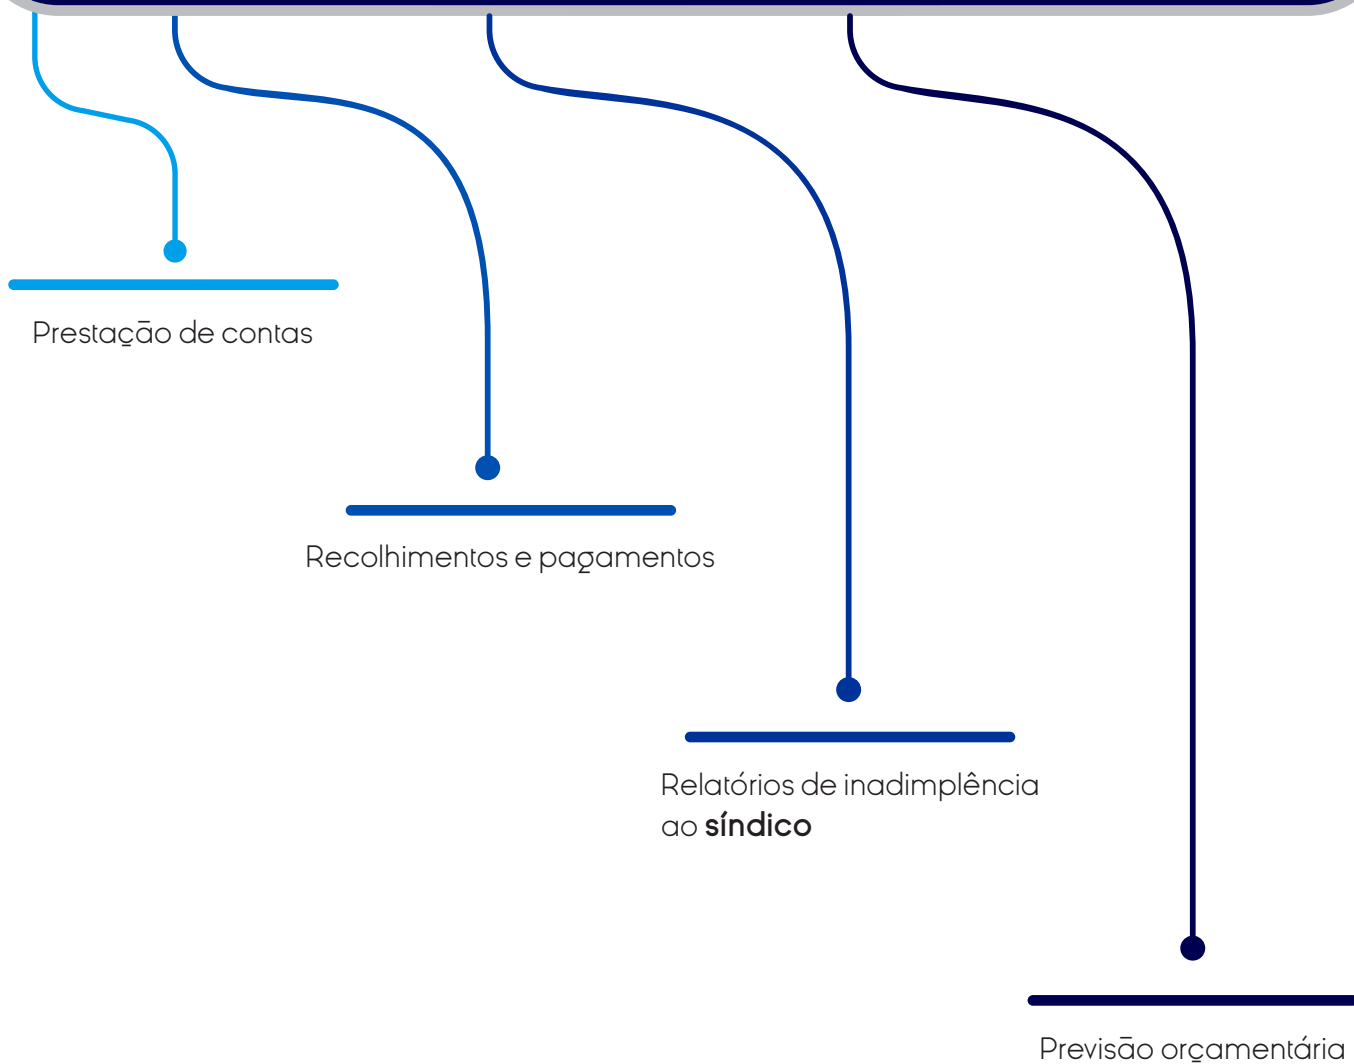 Prestação de contas
Recolhimentos e pagamentos
Relatórios de inadimplência
ao síndico
Previsão orçamentária